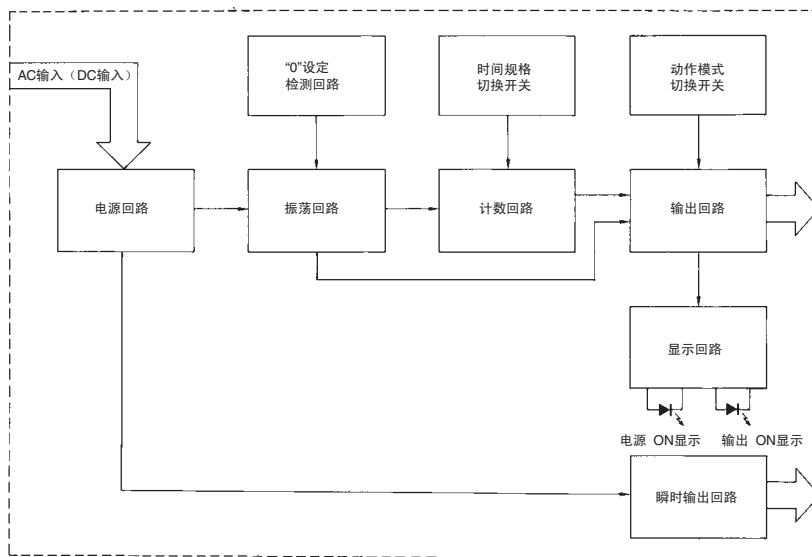 AC输入（DC输入）
“0”设定
检测回路
时间规格
切换开关
动作模式
切换开关
电源回路
振荡回路
计数回路
输出回路
显示回路
电源 ON显示
输出 ON显示
瞬时输出回路